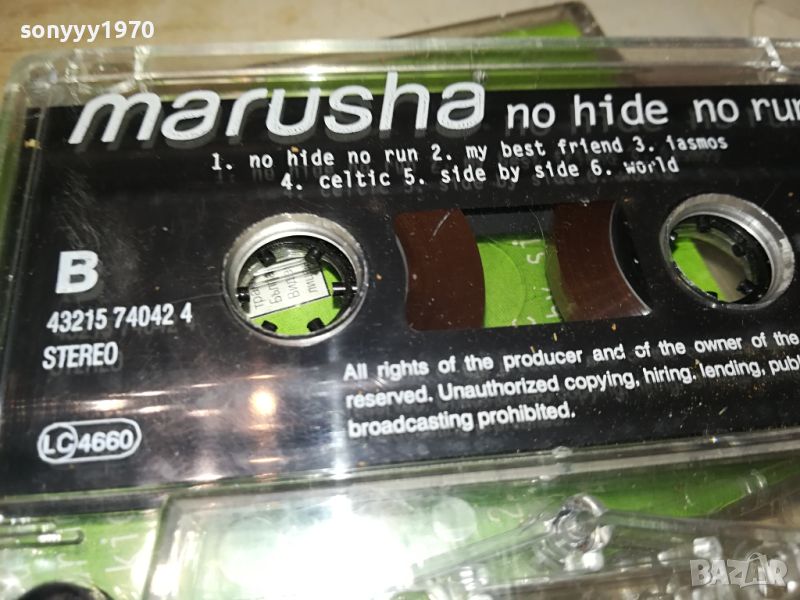 sonyyy1970
marusha no hide no run
1. no hide no run 2. my best friend 3. iasmos
4. celtic 5. side by side 6. world
B
43215 74042 4
STEREO
All rights of the producer and of the owner of the
reserved. Unauthorized copying, hiring, lending,
broadcasting prohibited.
LC 4660
BAZAR